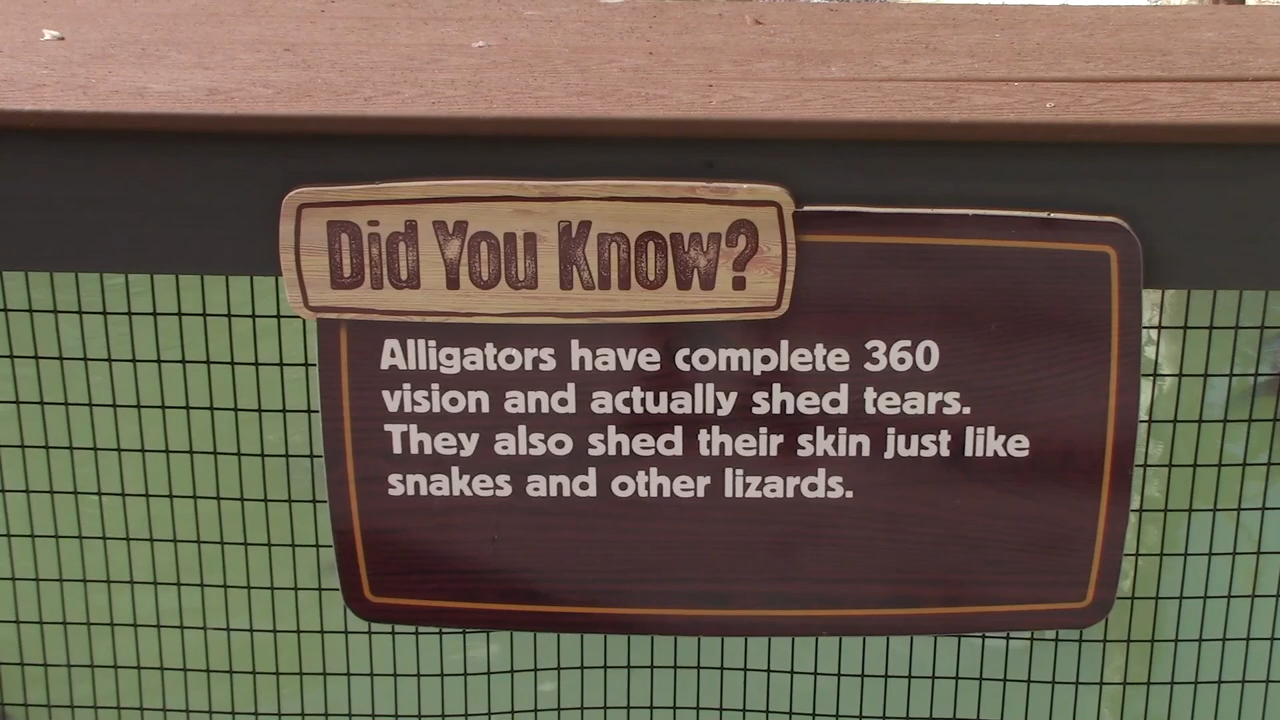 Did You Know?
Alligators have complete 360
vision and actually shed tears.
They also shed their skin just like
snakes and other lizards.